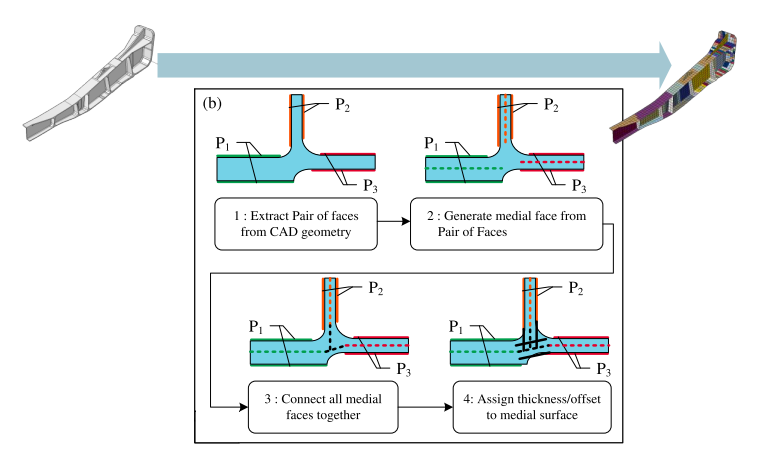 (b)
P2
P1
P3
P2
P1
P3
1 : Extract Pair of faces
from CAD geometry
2 : Generate medial face from
Pair of Faces
P2
P1
P3
P2
P1
P3
3 : Connect all medial
faces together
4: Assign thickness/offset
to medial surface